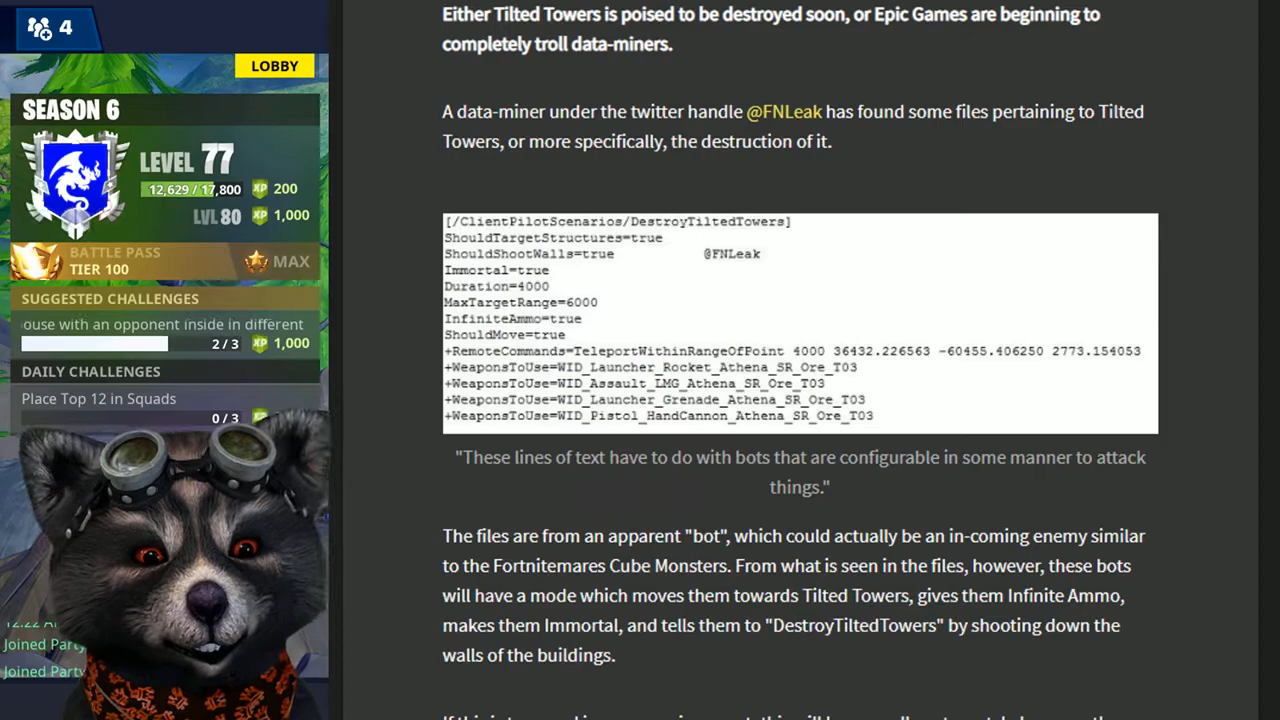 4
LOBBY
SEASON 6
LEVEL 77
12,629 / 17,800
XP 200
LVL 80
XP 1,000
BATTLE PASS
TIER 100
MAX
SUGGESTED CHALLENGES
ouse with an opponent inside in different
2 / 3
XP 1,000
DAILY CHALLENGES
Place Top 12 in Squads
0 / 3
Joined Party
Joined Party
Either Tilted Towers is poised to be destroyed soon, or Epic Games are beginning to
completely troll data-miners.
A data-miner under the twitter handle @FNLeak has found some files pertaining to Tilted
Towers, or more specifically, the destruction of it.
[/ClientPilotScenarios/DestroyTiltedTowers]
ShouldTargetStructures=true
ShouldShootWalls=true @FNLeak
Immortal=true
Duration=4000
MaxTargetRange=6000
InfiniteAmmo=true
ShouldMove=true
+RemoteCommands=TeleportWithinRangeOfPoint 4000 36432.226563 -60455.406250 2773.154053
+WeaponsToUse=WID_Launcher_Rocket_Athena_SR_Ore_T03
+WeaponsToUse=WID_Assault_LMG_Athena_SR_Ore_T03
+WeaponsToUse=WID_Launcher_Grenade_Athena_SR_Ore_T03
+WeaponsToUse=WID_Pistol_HandCannon_Athena_SR_Ore_T03
"These lines of text have to do with bots that are configurable in some manner to attack
things."
The files are from an apparent "bot", which could actually be an in-coming enemy similar
to the Fortnitemares Cube Monsters. From what is seen in the files, however, these bots
will have a mode which moves them towards Tilted Towers, gives them Infinite Ammo,
makes them Immortal, and tells them to "DestroyTiltedTowers" by shooting down the
walls of the buildings.